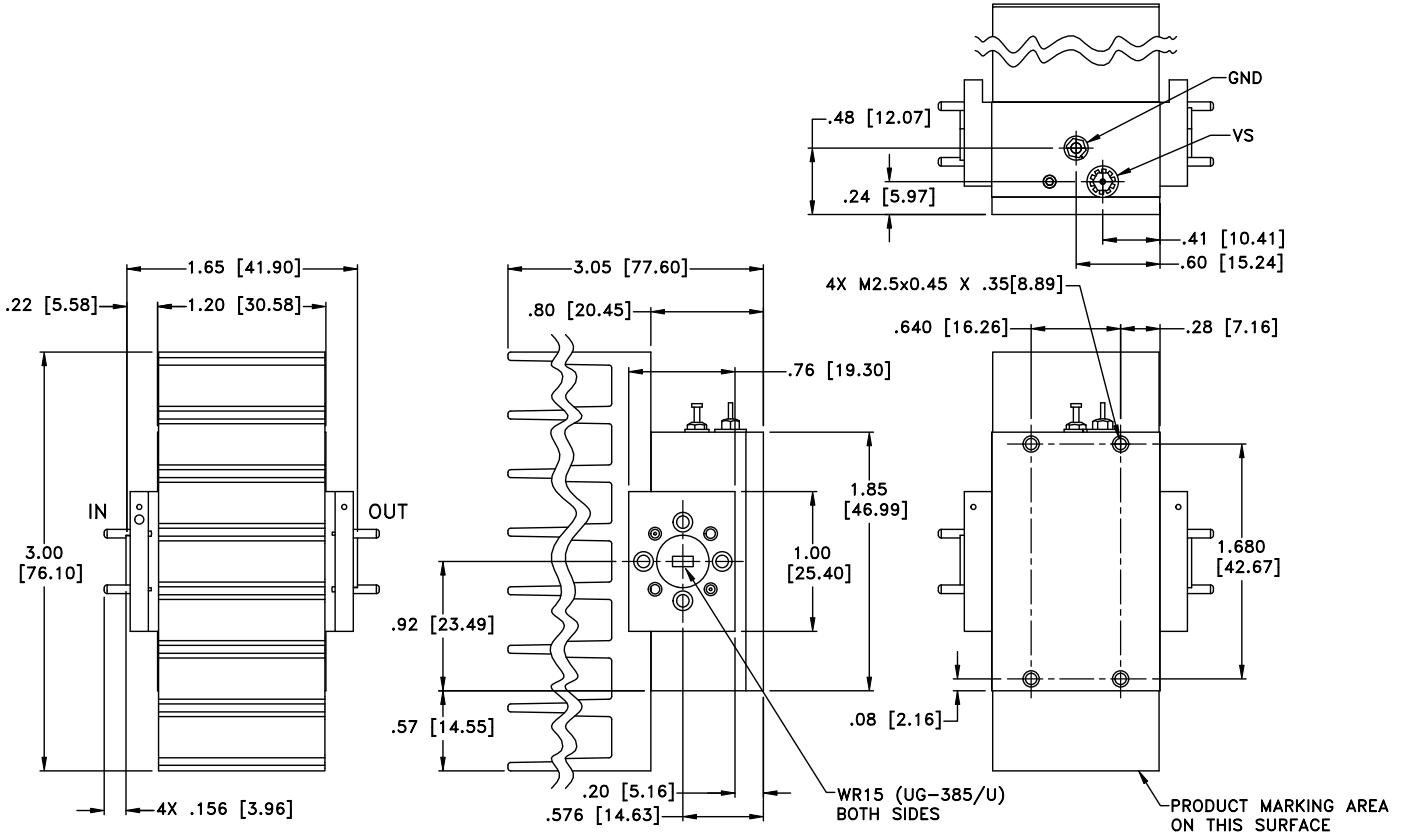 GND
.48 [12.07]
VS
.24 [5.97]
.41 [10.41]
.60 [15.24]
1.65 [41.90]
3.05 [77.60]
4X M2.5x0.45 X .35[8.89]
.22 [5.58]
1.20 [30.58]
.80 [20.45]
.640 [16.26]
.28 [7.16]
.76 [19.30]
IN
OUT
3.00
[76.10]
1.85
[46.99]
1.00
[25.40]
1.680
[42.67]
.92 [23.49]
.57 [14.55]
.08 [2.16]
4X .156 [3.96]
.20 [5.16]
.576 [14.63]
WR15 (UG-385/U)
BOTH SIDES
PRODUCT MARKING AREA
ON THIS SURFACE